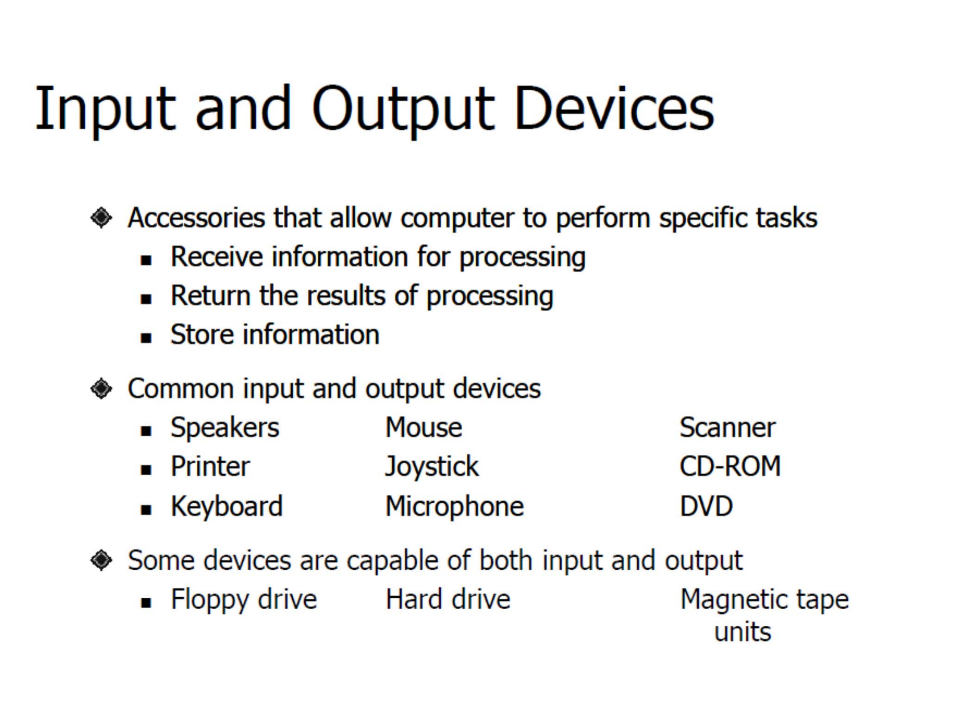 Input and Output Devices
Accessories that allow computer to perform specific tasks
Receive information for processing
Return the results of processing
Store information
Common input and output devices
Speakers Mouse Scanner
Printer Joystick CD-ROM
Keyboard Microphone DVD
Some devices are capable of both input and output
Floppy drive Hard drive Magnetic tape
units